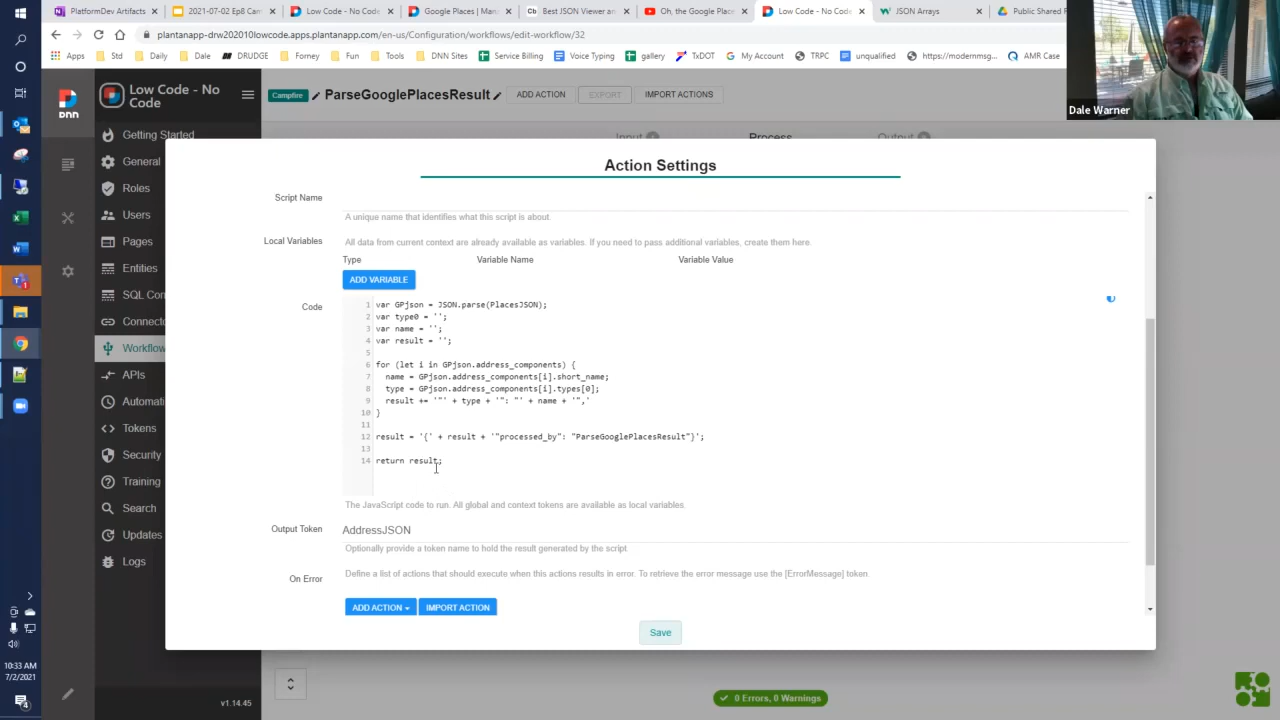 PlatformDev Artifacts
2021-07-02 Ep8 Can
Low Code - No C
Google Places | Man
Best JSON Viewer an
Oh, the Google Place
Low Code - No C
JSON Arrays
Public Shared
plantanapp-drw202010lowcode.apps.plantanapp.com/en-us/Configuration/workflows/edit-workflow/32
Apps
Std
Daily
Dale
DRUDGE
Forney
Fun
Tools
DNN Sites
Service Billing
Voice Typing
gallery
TxDOT
My Account
TRPC
unqualified
https://modernmsg...
AMR Case
Dale Warner
DNN
Low Code - No Code
Campfire
ParseGooglePlacesResult
ADD ACTION
EXPORT
IMPORT ACTIONS
Input
Process
Output
Getting Started
General
Roles
Users
Pages
Entities
SQL Con
Connecto
Workflow
APIs
Automati
Tokens
Security
Training
Search
Updates
Logs
v1.14.45
Action Settings
Script Name
A unique name that identifies what this script is about.
Local Variables
All data from current context are already available as variables. If you need to pass additional variables, create them here.
Type
Variable Name
Variable Value
ADD VARIABLE
Code
1 var GPjson = JSON.parse(PlacesJSON);
2 var type0 = '';
3 var name = '';
4 var result = '';
5
6 for (let i in GPjson.address_components) {
7 name = GPjson.address_components[i].short_name;
8 type = GPjson.address_components[i].types[0];
9 result += '"' + type + '": "' + name + '",'
10 }
11
12 result = '{' + result + '"processed_by": "ParseGooglePlacesResult"}';
13
14 return result;
The JavaScript code to run. All global and context tokens are available as local variables.
Output Token
AddressJSON
Optionally provide a token name to hold the result generated by the script.
On Error
Define a list of actions that should execute when this actions results in error. To retrieve the error message use the [ErrorMessage] token.
ADD ACTION
IMPORT ACTION
Save
0 Errors, 0 Warnings
10:33 AM
7/2/2021
4